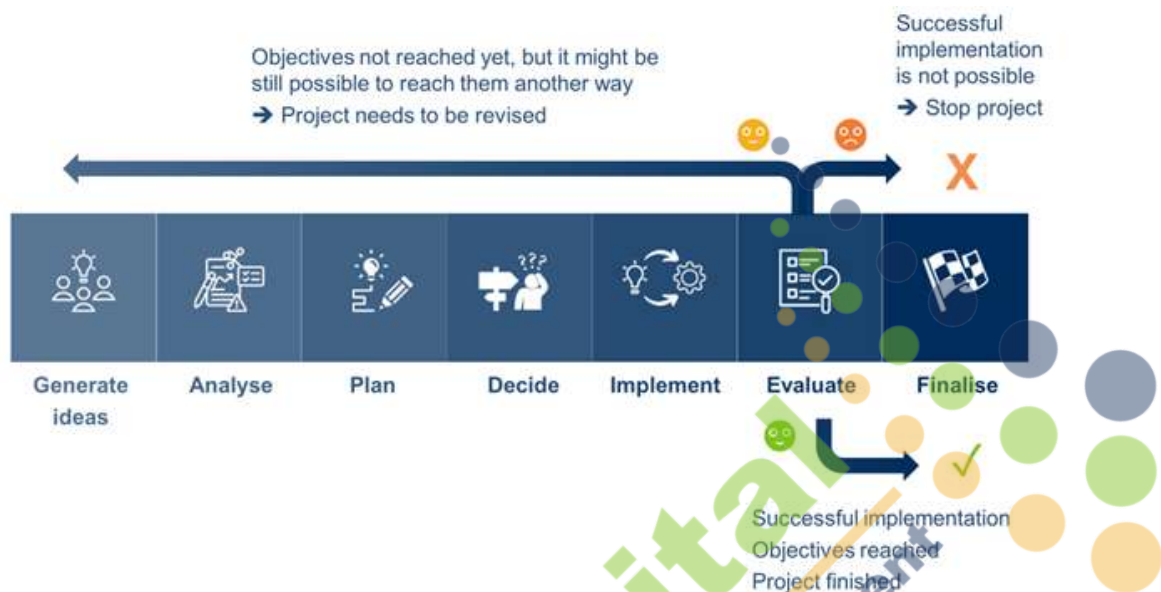 Objectives not reached yet, but it might be
still possible to reach them another way
➔ Project needs to be revised
Successful
implementation
is not possible
➔ Stop project
X
???
Generate
ideas
Analyse
Plan
Decide
Implement
Evaluate
Finalise
✓
Successful implementation
Objectives reached
Project finished
ital
ent